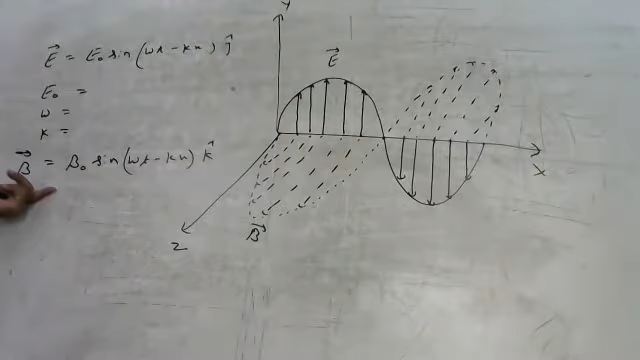 E⃗ = E₀ sin(ωt – kx) ĵ
E₀ =
ω =
k =
B⃗ = B₀ sin(ωt – kx) k̂
Y
E⃗
X
Z
B⃗